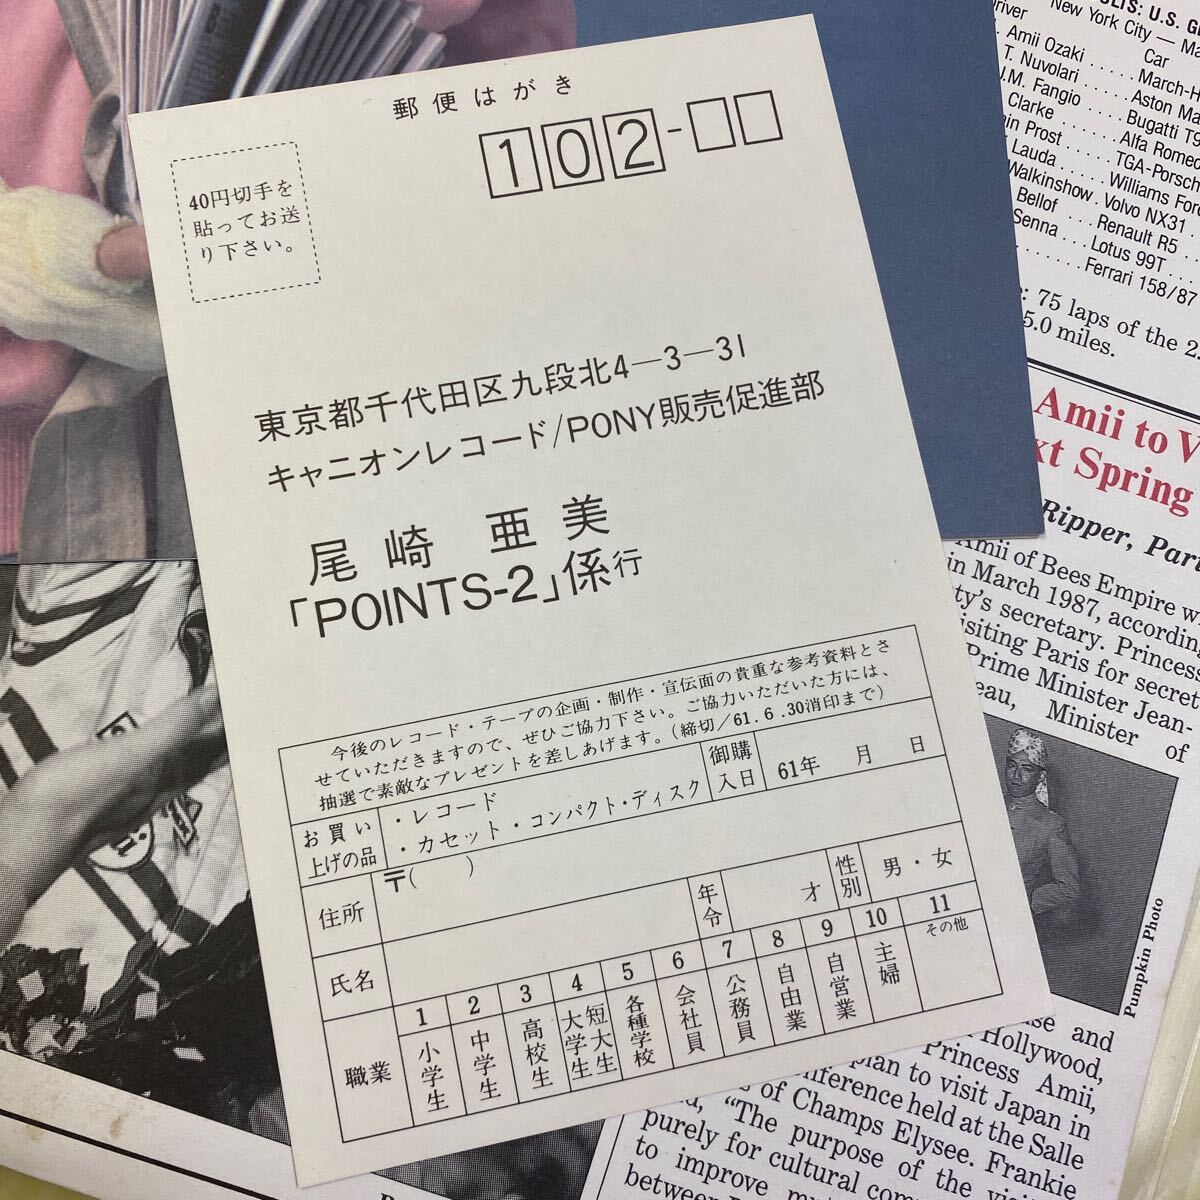 郵便はがき
102-
40円切手を
貼ってお送
り下さい。
東京都千代田区九段北4-3-31
キャニオンレコード/PONY販売促進部
尾崎 亜美
「POINTS-2」係行
今後のレコード・テープの企画・制作・宣伝面の貴重な参考資料とさ
せていただきますので、ぜひご協力下さい。ご協力いただいた方には、
抽選で素敵なプレゼントを差しあげます。(締切/61.6.30消印まで)
お買い
上げの品
・レコード
・カセット・コンパクト・ディスク
御購
入日
61年 月 日
住所
〒( )
年令
才
性別
男・女
氏名
職業
1 小学生
2 中学生
3 高校生
4 短大生 大学生
5 各種学校
6 会社員
7 公務員
8 自由業
9 自営業
10 主婦
11 その他
U.S. G
New York City — Ma
river
Car
Amii Ozaki ..... March-H
T. Nuvolari ..... Aston Ma
J.M. Fangio ..... Bugatti T9
Clarke ..... Alfa Romeo
in Prost ..... TGA-Porsch
Lauda ..... Williams For
Walkinshow . Volvo NX31
Bellof ... Renault R5
Senna ... Lotus 99T
Ferrari 158/87
: 75 laps of the 2.
5.0 miles.
Amii to V
xt Spring
Ripper, Pari
Amii of Bees Empire w
in March 1987, according
ty's secretary. Princess
isiting Paris for secret
Prime Minister Jean-
eau, Minister of
Pumpkin Photo
se and
Hollywood,
Princess Amii,
plan to visit Japan in
nference held at the Salle
of Champs Elysee. Frankie
"The purpose of the visit
purely for cultural com
to improve mu
between